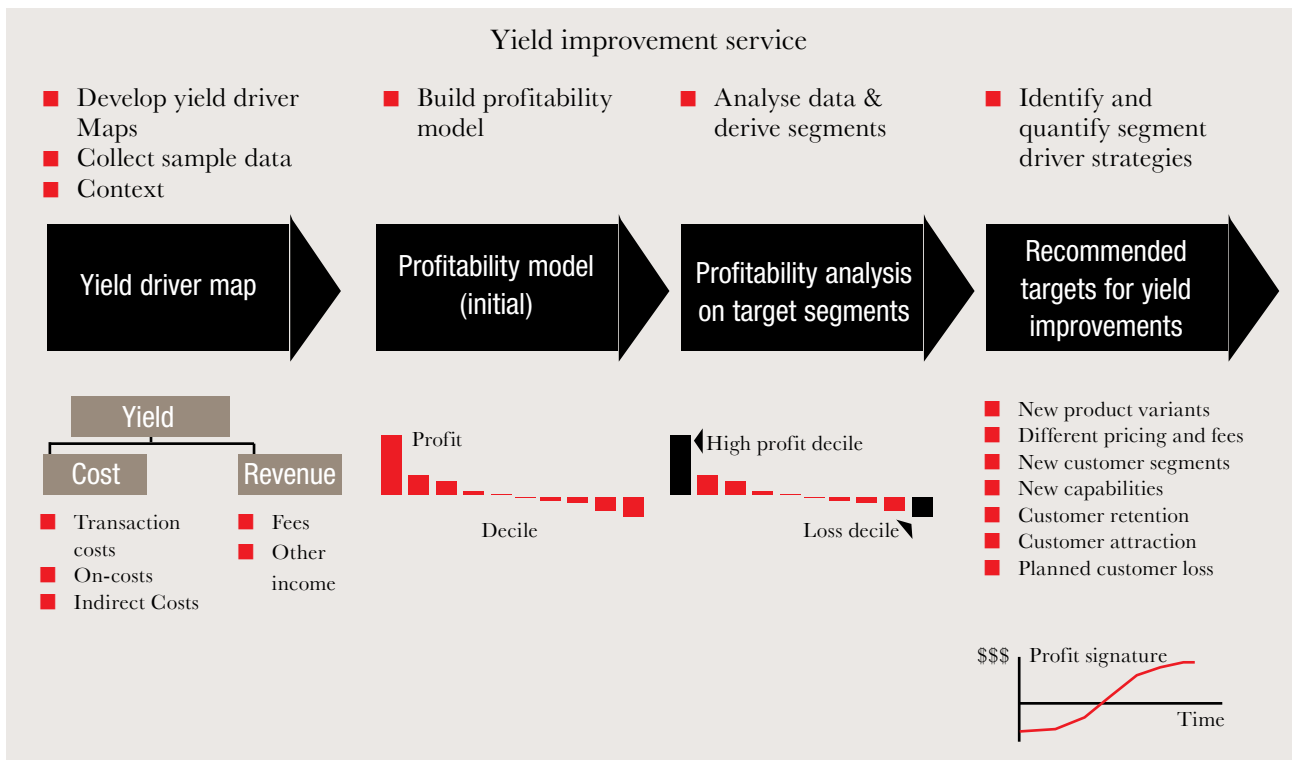 Yield improvement service
Develop yield driver
Maps
Collect sample data
Context
Build profitability
model
Analyse data &
derive segments
Identify and
quantify segment
driver strategies
Yield driver map
Profitability model
(initial)
Profitability analysis
on target segments
Recommended
targets for yield
improvements
Yield
Cost
Revenue
Transaction
costs
On-costs
Indirect Costs
Fees
Other
income
Profit
Decile
High profit decile
Loss decile
New product variants
Different pricing and fees
New customer segments
New capabilities
Customer retention
Customer attraction
Planned customer loss
$$$
Profit signature
Time